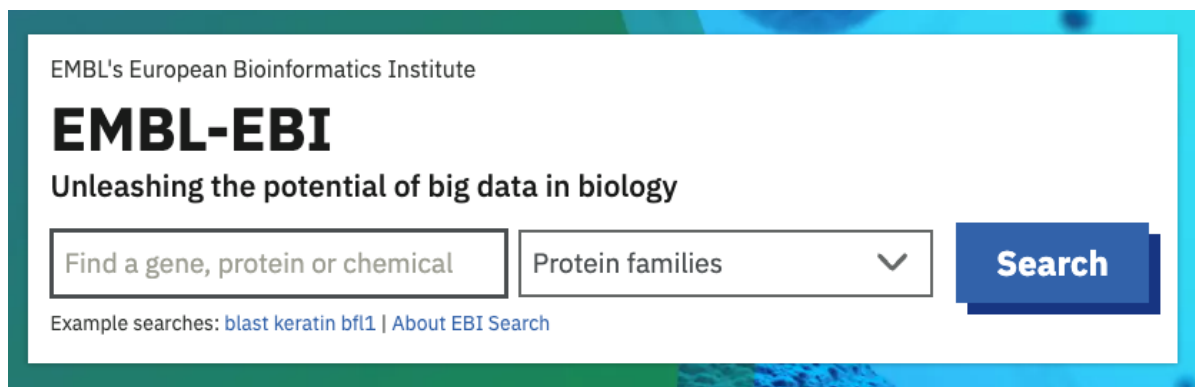 EMBL's European Bioinformatics Institute
EMBL-EBI
Unleashing the potential of big data in biology
Find a gene, protein or chemical
Protein families
Search
Example searches: blast keratin bfl1 | About EBI Search